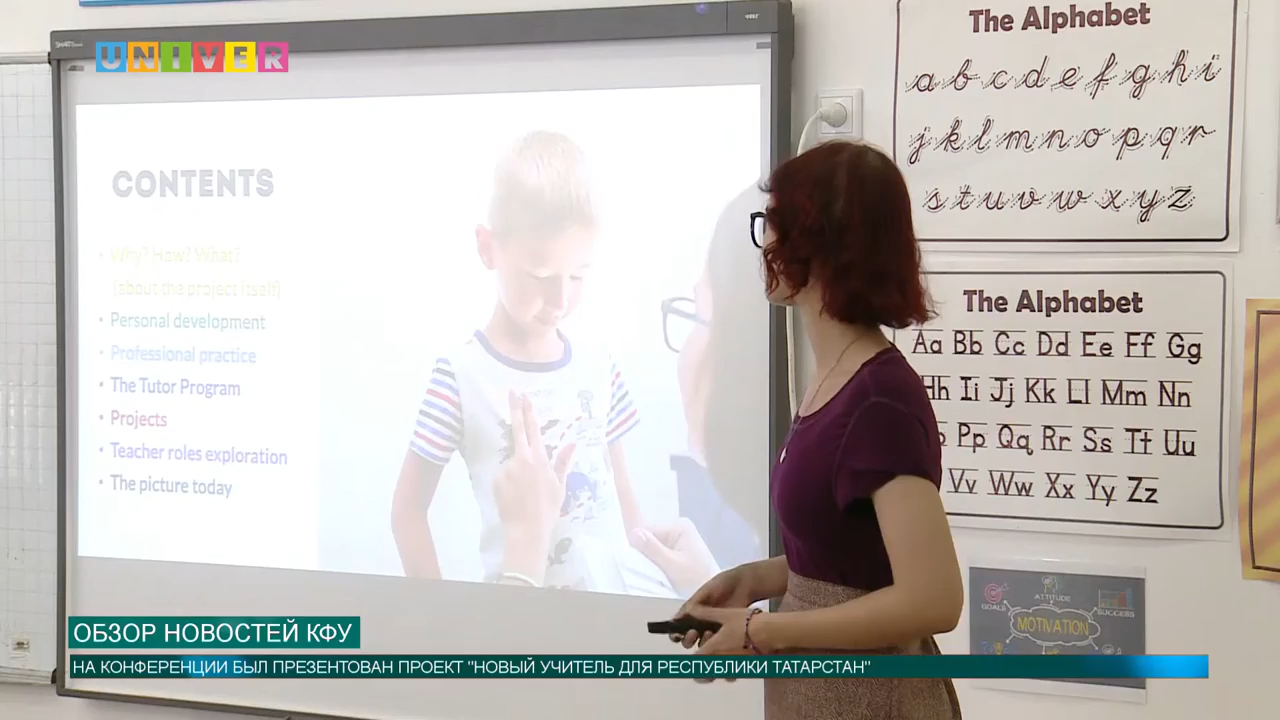 UNIVER
CONTENTS
• Why? How? What?
(about the project itself)
• Personal development
• Professional practice
• The Tutor Program
• Projects
• Teacher roles exploration
• The picture today
The Alphabet
a b c d e f g h i
j k l m n o p q r
s t u v w x y z
The Alphabet
Aa Bb Cc Dd Ee Ff Gg
Hh Ii Jj Kk Ll Mm Nn
Pp Qq Rr Ss Tt Uu
Vv Ww Xx Yy Zz
GOALS
ATTITUDE
SUCCESS
MOTIVATION
ОБЗОР НОВОСТЕЙ КФУ
НА КОНФЕРЕНЦИИ БЫЛ ПРЕЗЕНТОВАН ПРОЕКТ "НОВЫЙ УЧИТЕЛЬ ДЛЯ РЕСПУБЛИКИ ТАТАРСТАН"